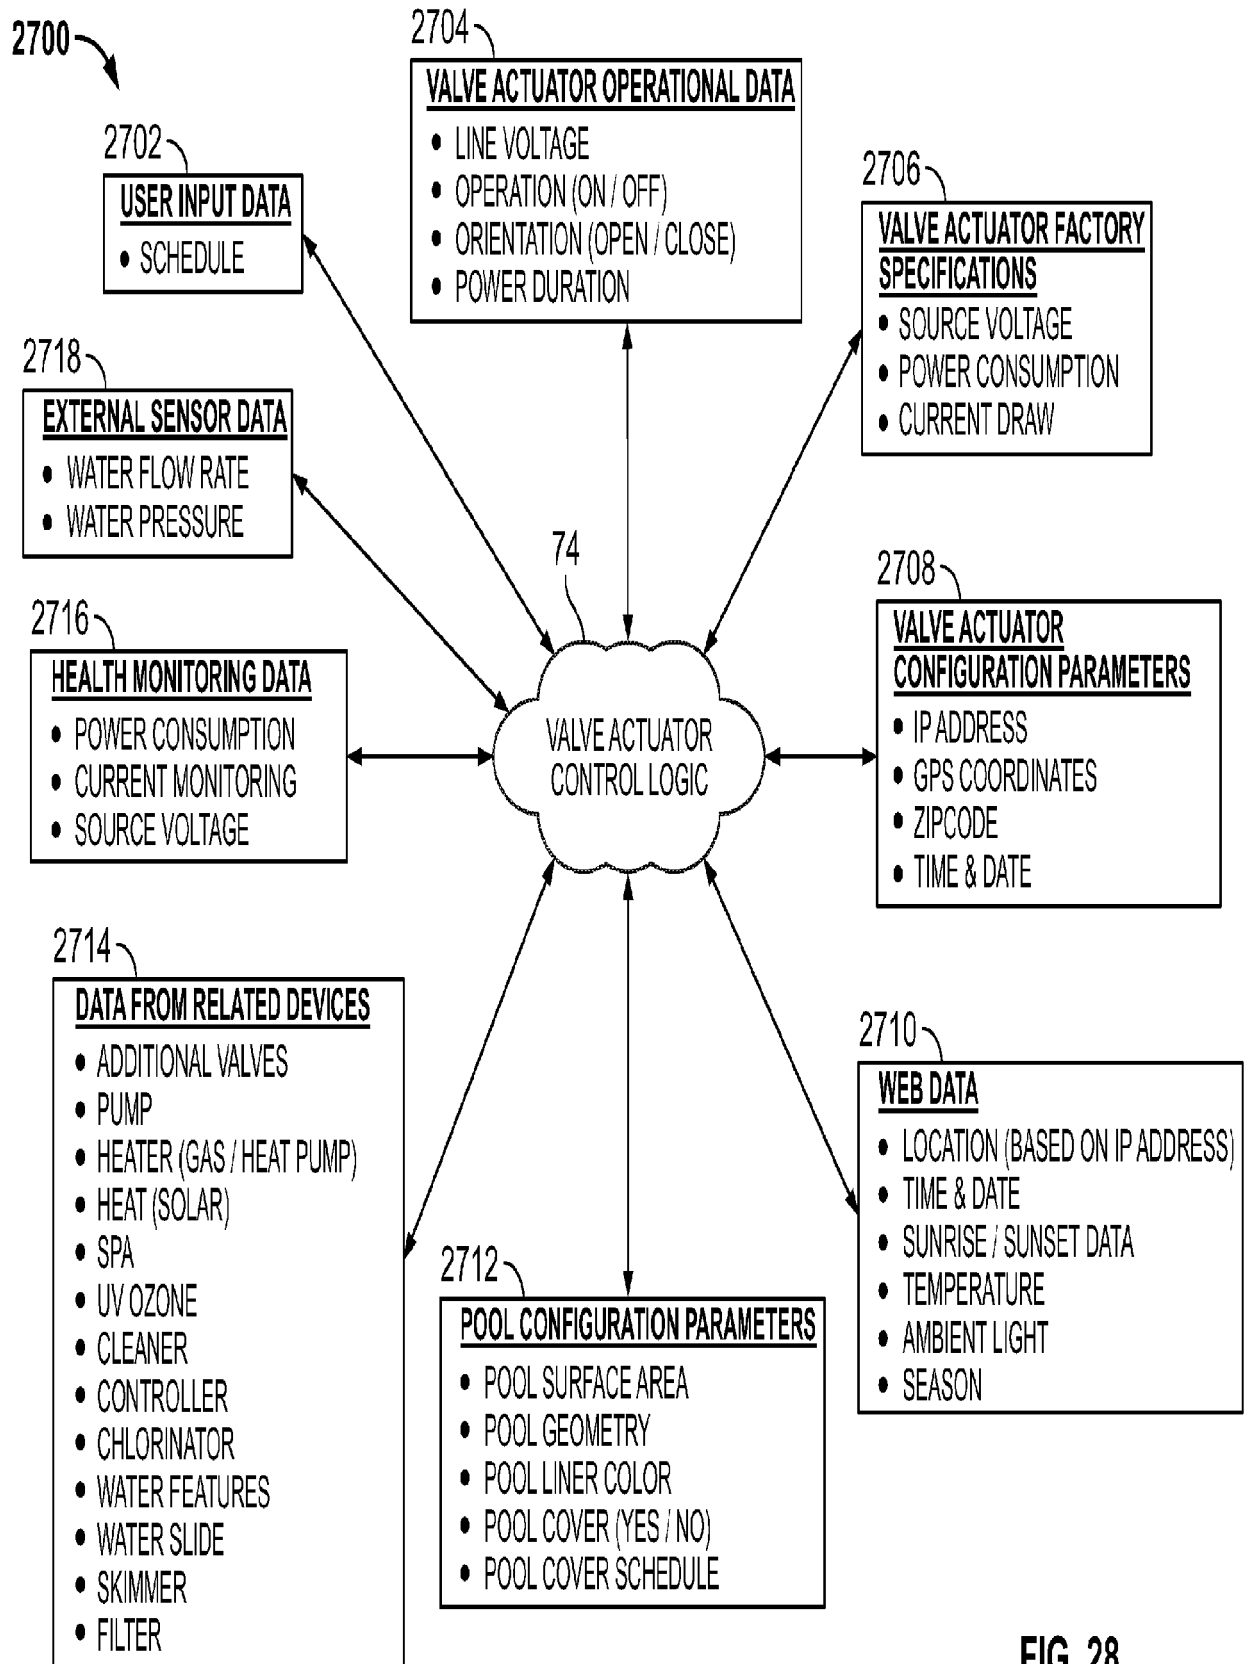 2700
2704
VALVE ACTUATOR OPERATIONAL DATA
• LINE VOLTAGE
• OPERATION (ON / OFF)
• ORIENTATION (OPEN / CLOSE)
• POWER DURATION
2702
USER INPUT DATA
• SCHEDULE
2706
VALVE ACTUATOR FACTORY
SPECIFICATIONS
• SOURCE VOLTAGE
• POWER CONSUMPTION
• CURRENT DRAW
2718
EXTERNAL SENSOR DATA
• WATER FLOW RATE
• WATER PRESSURE
74
VALVE ACTUATOR
CONTROL LOGIC
2708
VALVE ACTUATOR
CONFIGURATION PARAMETERS
• IP ADDRESS
• GPS COORDINATES
• ZIPCODE
• TIME & DATE
2716
HEALTH MONITORING DATA
• POWER CONSUMPTION
• CURRENT MONITORING
• SOURCE VOLTAGE
2714
DATA FROM RELATED DEVICES
• ADDITIONAL VALVES
• PUMP
• HEATER (GAS / HEAT PUMP)
• HEAT (SOLAR)
• SPA
• UV OZONE
• CLEANER
• CONTROLLER
• CHLORINATOR
• WATER FEATURES
• WATER SLIDE
• SKIMMER
• FILTER
2712
POOL CONFIGURATION PARAMETERS
• POOL SURFACE AREA
• POOL GEOMETRY
• POOL LINER COLOR
• POOL COVER (YES / NO)
• POOL COVER SCHEDULE
2710
WEB DATA
• LOCATION (BASED ON IP ADDRESS)
• TIME & DATE
• SUNRISE / SUNSET DATA
• TEMPERATURE
• AMBIENT LIGHT
• SEASON
FIG. 28